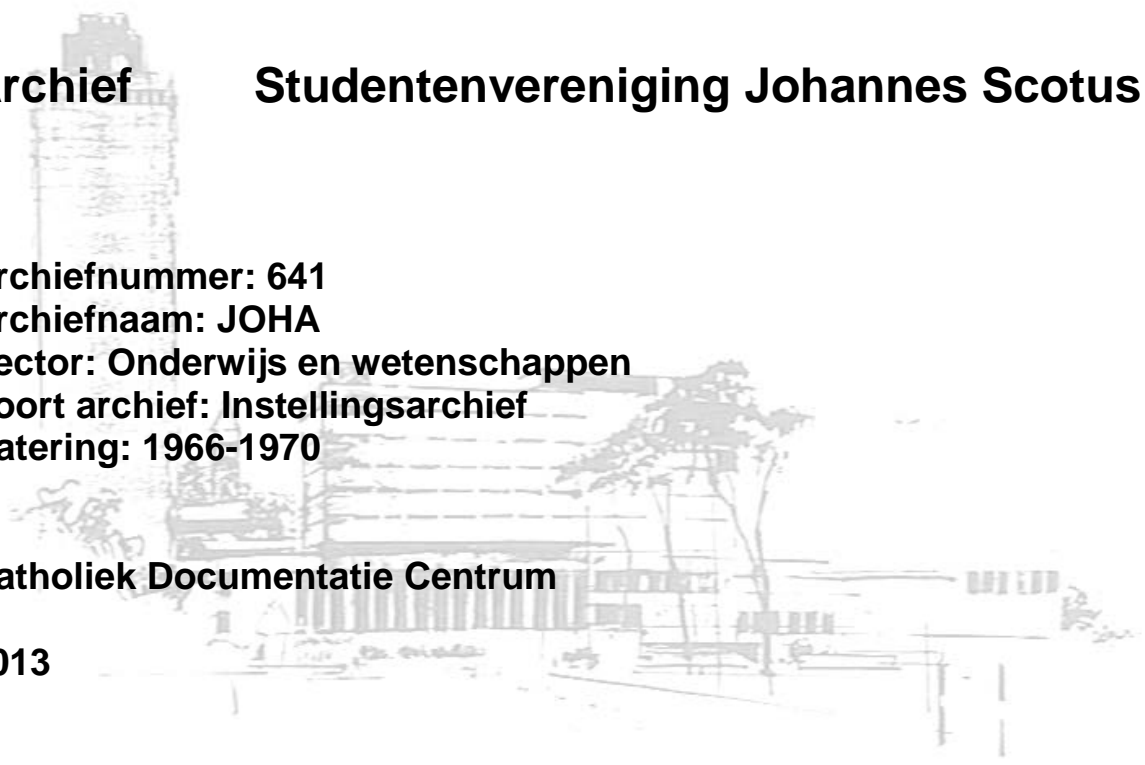 rchief Studentenvereniging Johannes Scotus
rchiefnummer: 641
rchiefnaam: JOHA
ector: Onderwijs en wetenschappen
oort archief: Instellingsarchief
atering: 1966-1970
atholiek Documentatie Centrum
013